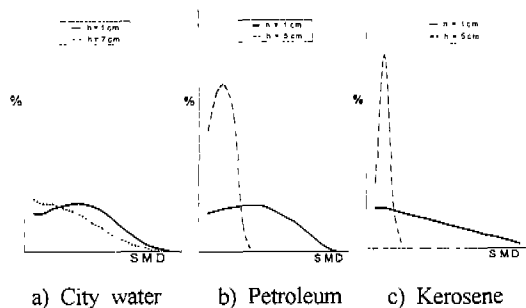 h = 1 cm
h = 7 cm
%
SMD
a) City water
h = 1 cm
h = 5 cm
%
SMD
b) Petroleum
h = 1 cm
h = 5 cm
%
SMD
c) Kerosene